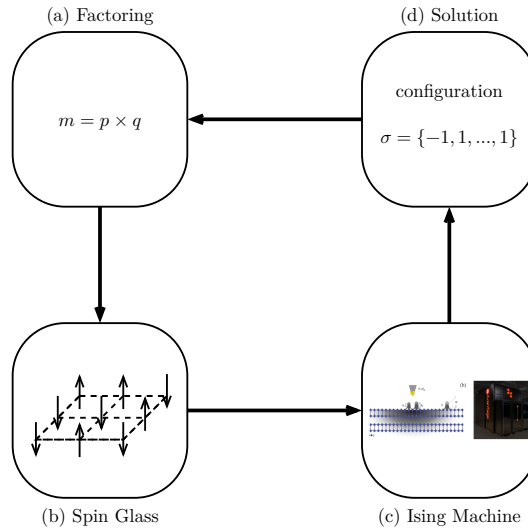 (a) Factoring
(d) Solution
m = p × q
configuration
σ = {−1, 1, ..., 1}
(b) Spin Glass
(c) Ising Machine